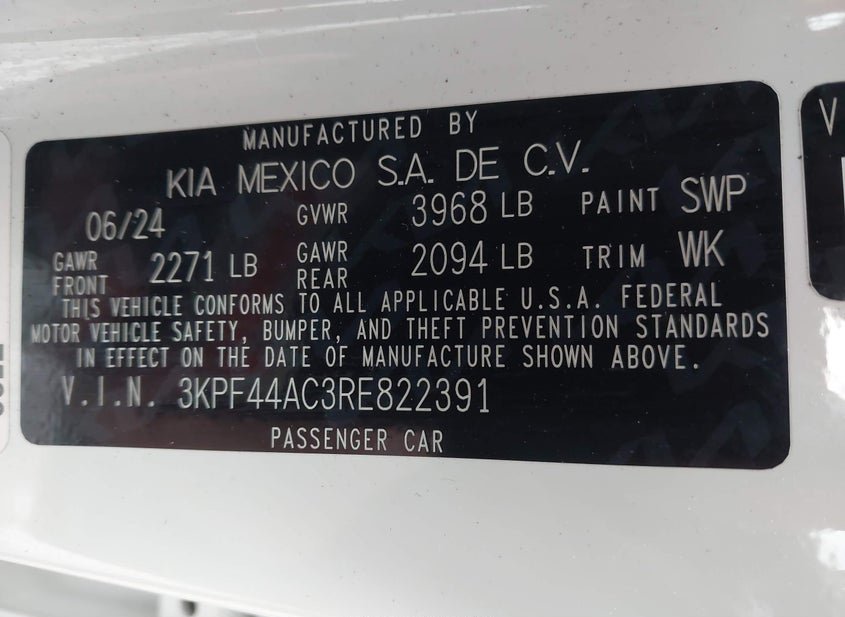 MANUFACTURED BY
KIA MEXICO S.A. DE C.V.
06/24 GVWR 3968 LB PAINT SWP
GAWR FRONT 2271 LB GAWR REAR 2094 LB TRIM WK
THIS VEHICLE CONFORMS TO ALL APPLICABLE U.S.A. FEDERAL
MOTOR VEHICLE SAFETY, BUMPER, AND THEFT PREVENTION STANDARDS
IN EFFECT ON THE DATE OF MANUFACTURE SHOWN ABOVE.
V.I.N. 3KPF44AC3RE822391
PASSENGER CAR
V